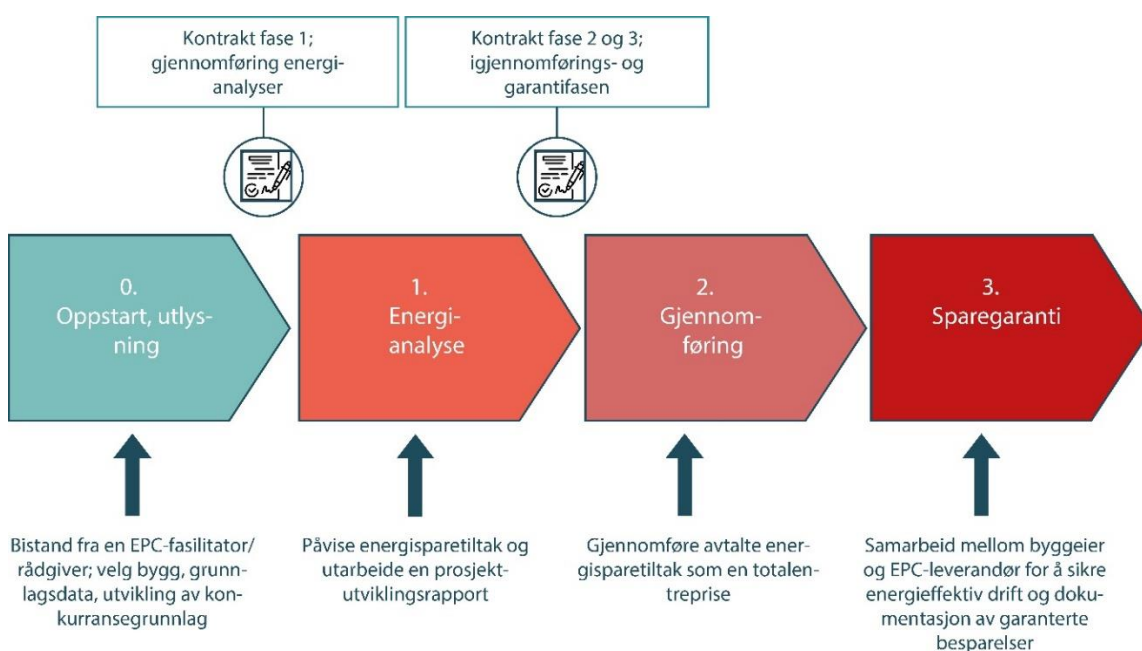 Kontrakt fase 1;
gjennomføring energi-
analyser
Kontrakt fase 2 og 3;
igjennomførings- og
garantifasen
0.
Oppstart, utlys-
ning
1.
Energi-
analyse
2.
Gjennom-
føring
3.
Sparegaranti
Bistand fra en EPC-fasilitator/
rådgiver; velg bygg, grunn-
lagsdata, utvikling av kon-
kurransegrunnlag
Påvise energisparetiltak og
utarbeide en prosjekt-
utviklingsrapport
Gjennomføre avtalte ener-
gisparetiltak som en totalen-
treprise
Samarbeid mellom byggeier
og EPC-leverandør for å sikre
energieffektiv drift og doku-
mentasjon av garanterte
besparelser